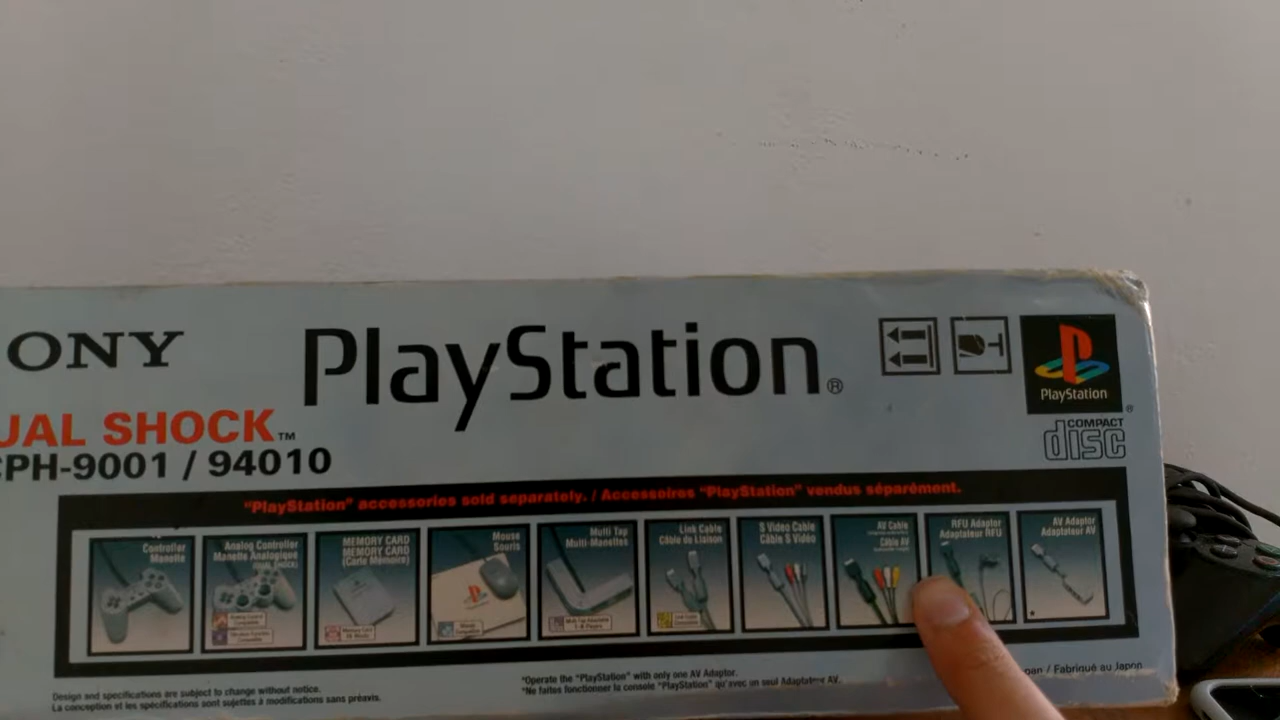 ONY
PlayStation®
UAL SHOCK™
CPH-9001 / 94010
PlayStation®
COMPACT
disc
"PlayStation" accessories sold separately. / Accessoires "PlayStation" vendus séparément.
Controller
Manette
Analog Controller
Manette Analogique
(DUAL SHOCK)
MEMORY CARD
MEMORY CARD
(Carte Mémoire)
Mouse
Souris
Multi Tap
Multi-Manettes
Link Cable
Câble de Liaison
S Video Cable
Câble S Vidéo
AV Cable
Câble AV
RFU Adaptor
Adaptateur RFU
AV Adaptor
Adaptateur AV
Design and specifications are subject to change without notice.
La conception et les spécifications sont sujettes à modifications sans préavis.
*Operate the "PlayStation" with only one AV Adaptor.
*Ne faites fonctionner la console "PlayStation" qu'avec un seul Adaptateur AV.
pan / Fabriqué au Japon